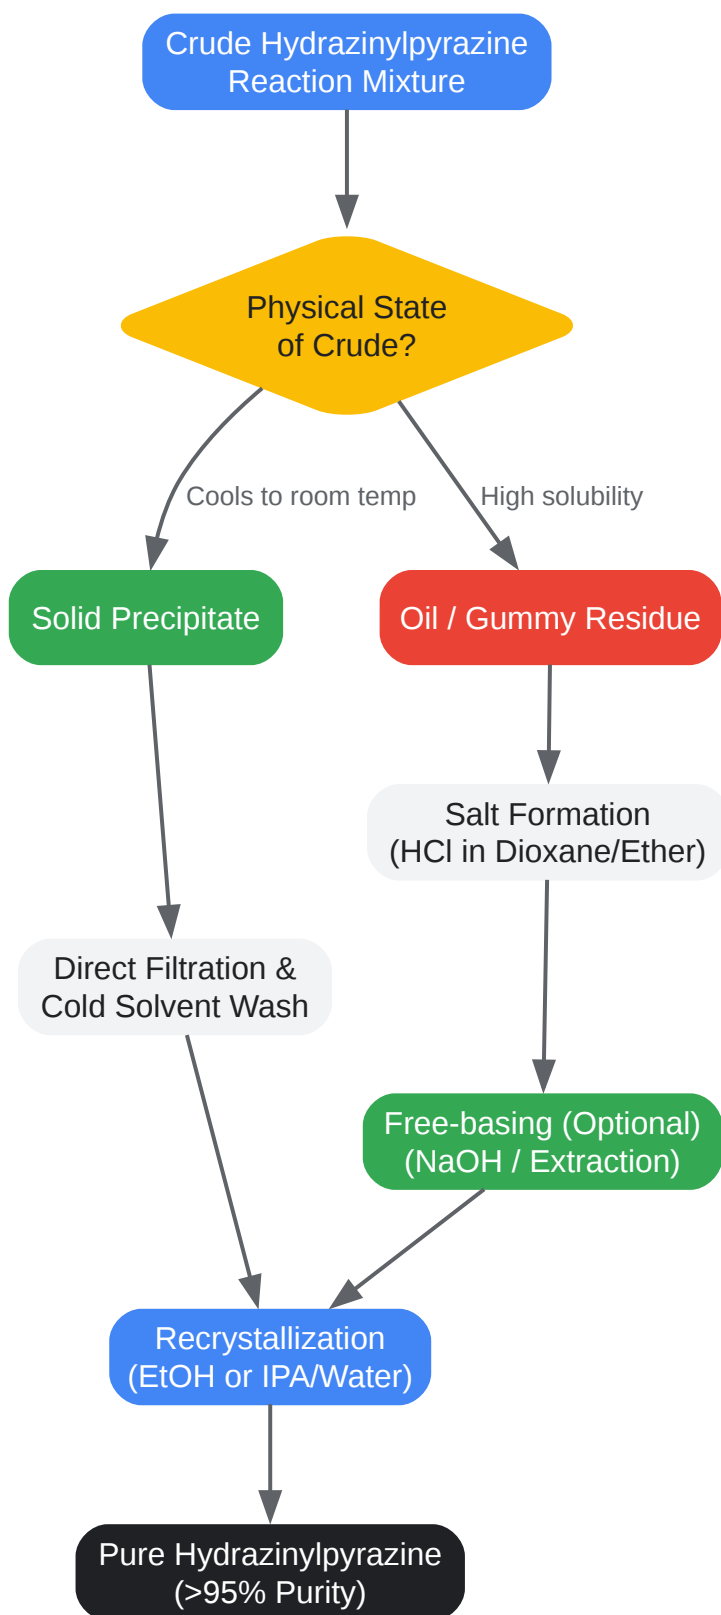 Crude Hydrazinylpyrazine
Reaction Mixture
Physical State
of Crude?
Cools to room temp
High solubility
Solid Precipitate
Oil / Gummy Residue
Salt Formation
(HCl in Dioxane/Ether)
Direct Filtration &
Cold Solvent Wash
Free-basing (Optional)
(NaOH / Extraction)
Recrystallization
(EtOH or IPA/Water)
Pure Hydrazinylpyrazine
(>95% Purity)